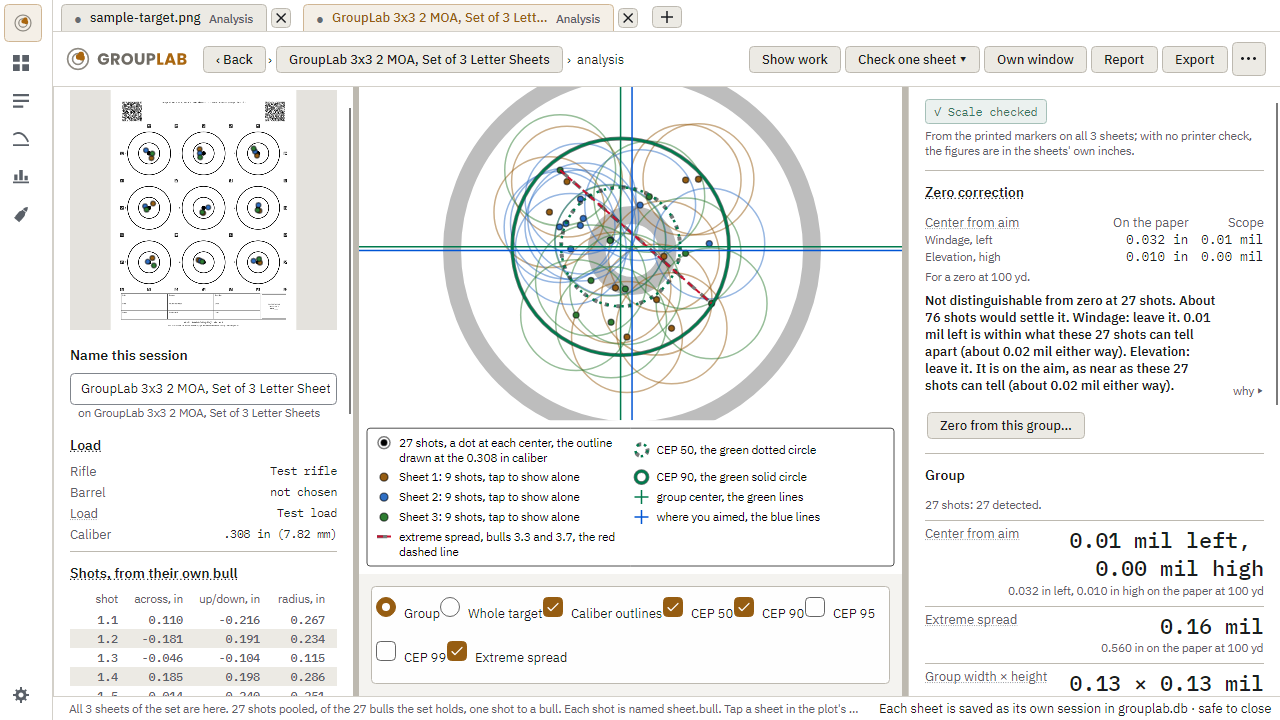 sample-target.png Analysis
GroupLab 3x3 2 MOA, Set of 3 Lett... Analysis
GROUPLAB
‹ Back › GroupLab 3x3 2 MOA, Set of 3 Letter Sheets › analysis
Show work
Check one sheet ▾
Own window
Report
Export
Name this session
GroupLab 3x3 2 MOA, Set of 3 Letter Sheet
on GroupLab 3x3 2 MOA, Set of 3 Letter Sheets
Load
Rifle Test rifle
Barrel not chosen
Load Test load
Caliber .308 in (7.82 mm)
Shots, from their own bull
shot across, in up/down, in radius, in
1.1 0.110 -0.216 0.267
1.2 -0.181 0.191 0.234
1.3 -0.046 -0.104 0.115
1.4 0.185 0.198 0.286
27 shots, a dot at each center, the outline
drawn at the 0.308 in caliber
Sheet 1: 9 shots, tap to show alone
Sheet 2: 9 shots, tap to show alone
Sheet 3: 9 shots, tap to show alone
extreme spread, bulls 3.3 and 3.7, the red
dashed line
CEP 50, the green dotted circle
CEP 90, the green solid circle
group center, the green lines
where you aimed, the blue lines
Group Whole target Caliber outlines CEP 50 CEP 90 CEP 95
CEP 99 Extreme spread
√ Scale checked
From the printed markers on all 3 sheets; with no printer check,
the figures are in the sheets' own inches.
Zero correction
Center from aim On the paper Scope
Windage, left 0.032 in 0.01 mil
Elevation, high 0.010 in 0.00 mil
For a zero at 100 yd.
Not distinguishable from zero at 27 shots. About
76 shots would settle it. Windage: leave it. 0.01
mil left is within what these 27 shots can tell
apart (about 0.02 mil either way). Elevation:
leave it. It is on the aim, as near as these 27
shots can tell (about 0.02 mil either way).
why ▸
Zero from this group...
Group
27 shots: 27 detected.
Center from aim 0.01 mil left,
0.00 mil high
0.032 in left, 0.010 in high on the paper at 100 yd
Extreme spread 0.16 mil
0.560 in on the paper at 100 yd
Group width × height 0.13 × 0.13 mil
All 3 sheets of the set are here. 27 shots pooled, of the 27 bulls the set holds, one shot to a bull. Each shot is named sheet.bull. Tap a sheet in the plot's ...
Each sheet is saved as its own session in grouplab.db · safe to close